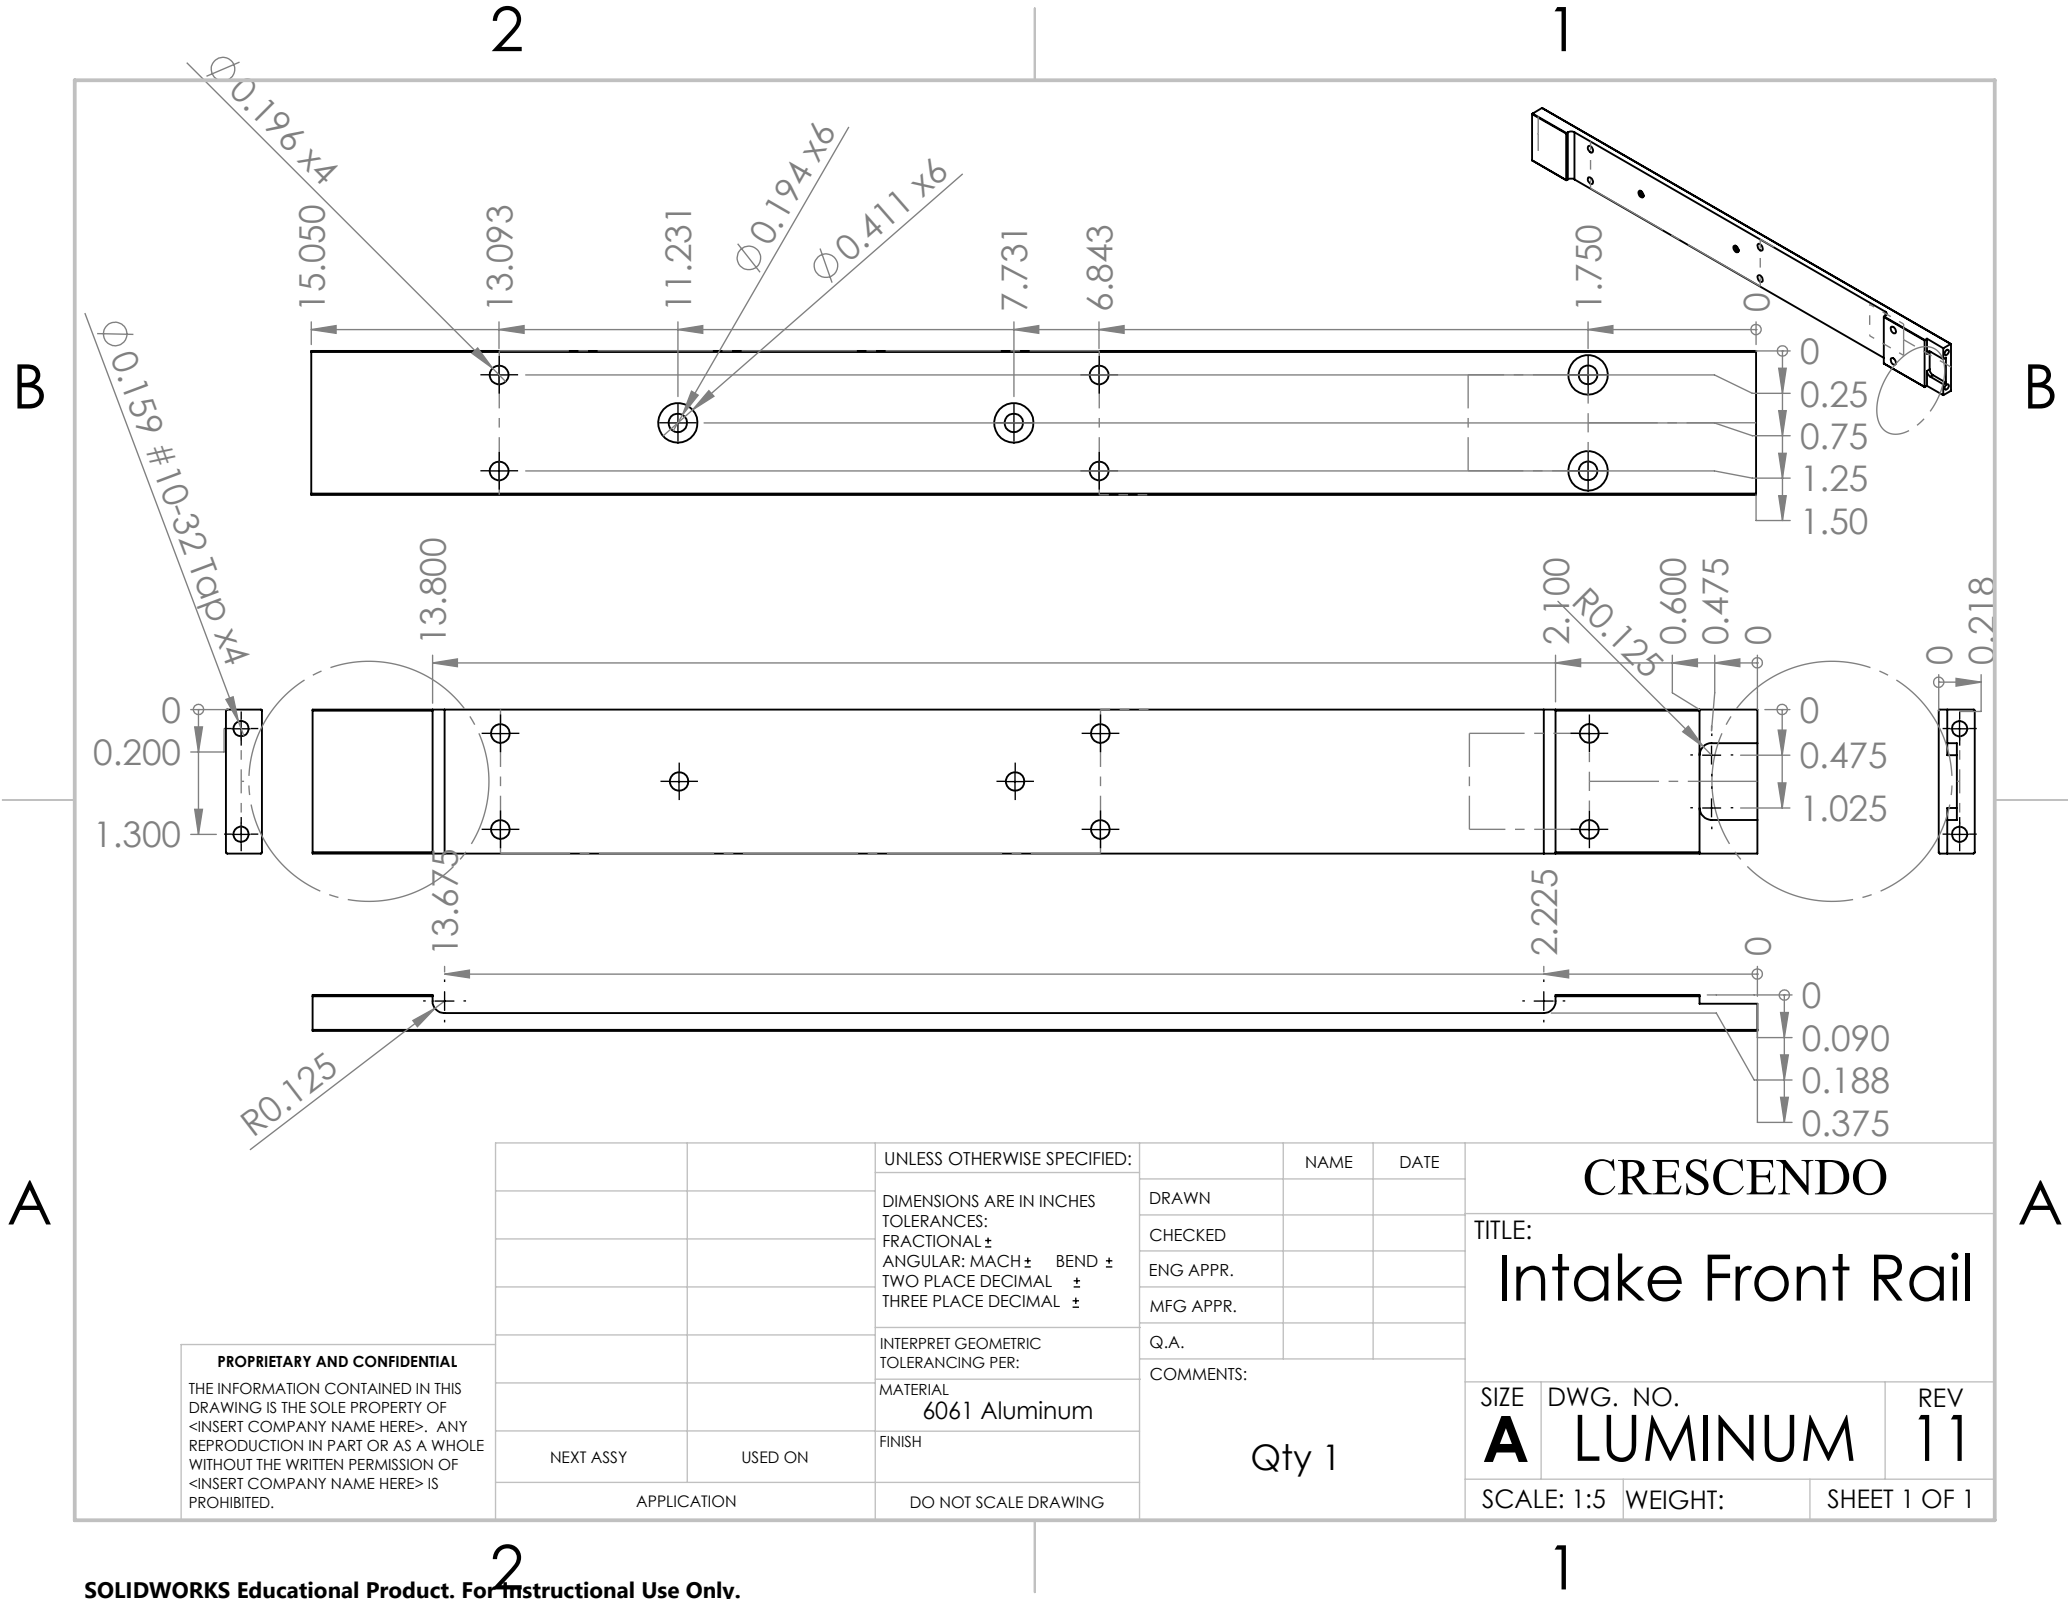 2
1
Ø0.196 x4
Ø0.194 x6
Ø0.411 x6
15.050
13.093
11.231
7.731
6.843
1.750
0
Ø0.159 #10-32 Tap x4
B
B
0
0.25
0.75
1.25
1.50
13.800
2.100
R0.125
0.600
0.475
0
0
0.218
0
0.200
1.300
0
0.475
1.025
13.675
2.225
0
R0.125
0
0.090
0.188
0.375
A
A
UNLESS OTHERWISE SPECIFIED:
DIMENSIONS ARE IN INCHES
TOLERANCES:
FRACTIONAL ±
ANGULAR: MACH ± BEND ±
TWO PLACE DECIMAL ±
THREE PLACE DECIMAL ±
INTERPRET GEOMETRIC
TOLERANCING PER:
MATERIAL
6061 Aluminum
FINISH
DO NOT SCALE DRAWING
NAME DATE
DRAWN
CHECKED
ENG APPR.
MFG APPR.
Q.A.
COMMENTS:
Qty 1
CRESCENDO
TITLE:
Intake Front Rail
SIZE DWG. NO. REV
A LUMINUM 11
SCALE: 1:5 WEIGHT: SHEET 1 OF 1
PROPRIETARY AND CONFIDENTIAL
THE INFORMATION CONTAINED IN THIS
DRAWING IS THE SOLE PROPERTY OF
<INSERT COMPANY NAME HERE>. ANY
REPRODUCTION IN PART OR AS A WHOLE
WITHOUT THE WRITTEN PERMISSION OF
<INSERT COMPANY NAME HERE> IS
PROHIBITED.
NEXT ASSY USED ON
APPLICATION
2
1
SOLIDWORKS Educational Product. For Instructional Use Only.